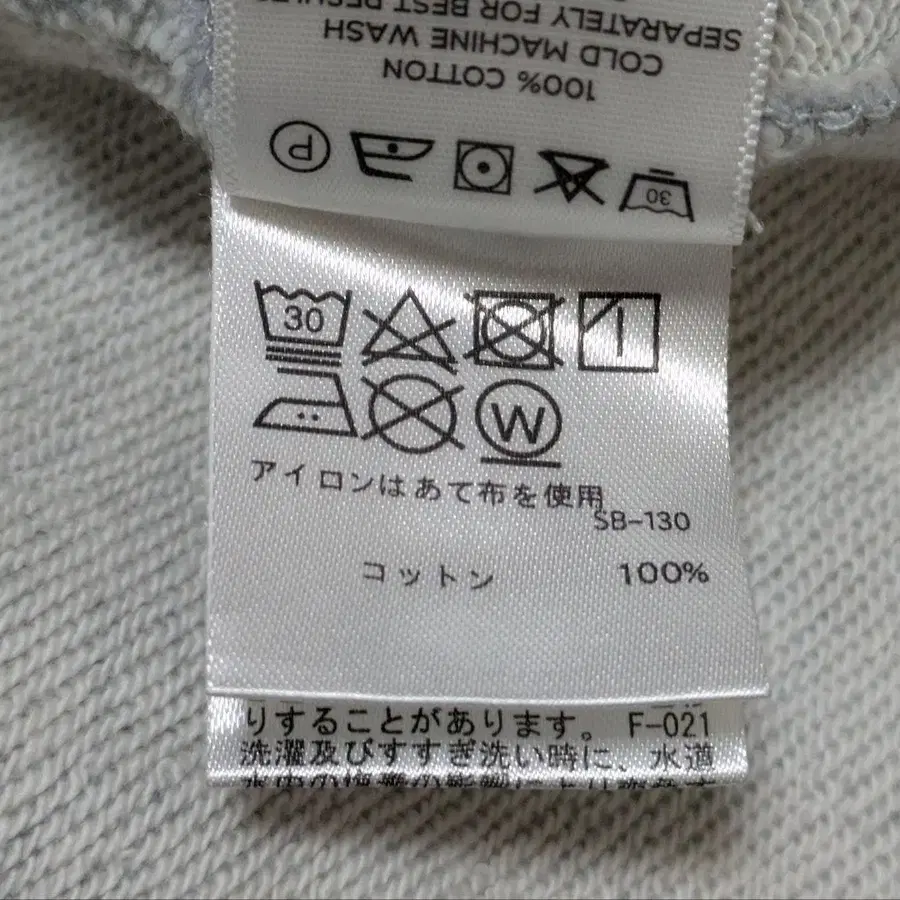 30 P
100% COTTON
COLD MACHINE WASH
SEPARATELY FOR BEST
30
W
アイロンはあて布を使用
SB-130
コットン 100%
りすることがあります。 F-021
洗濯及びすすぎ洗い時に、水道